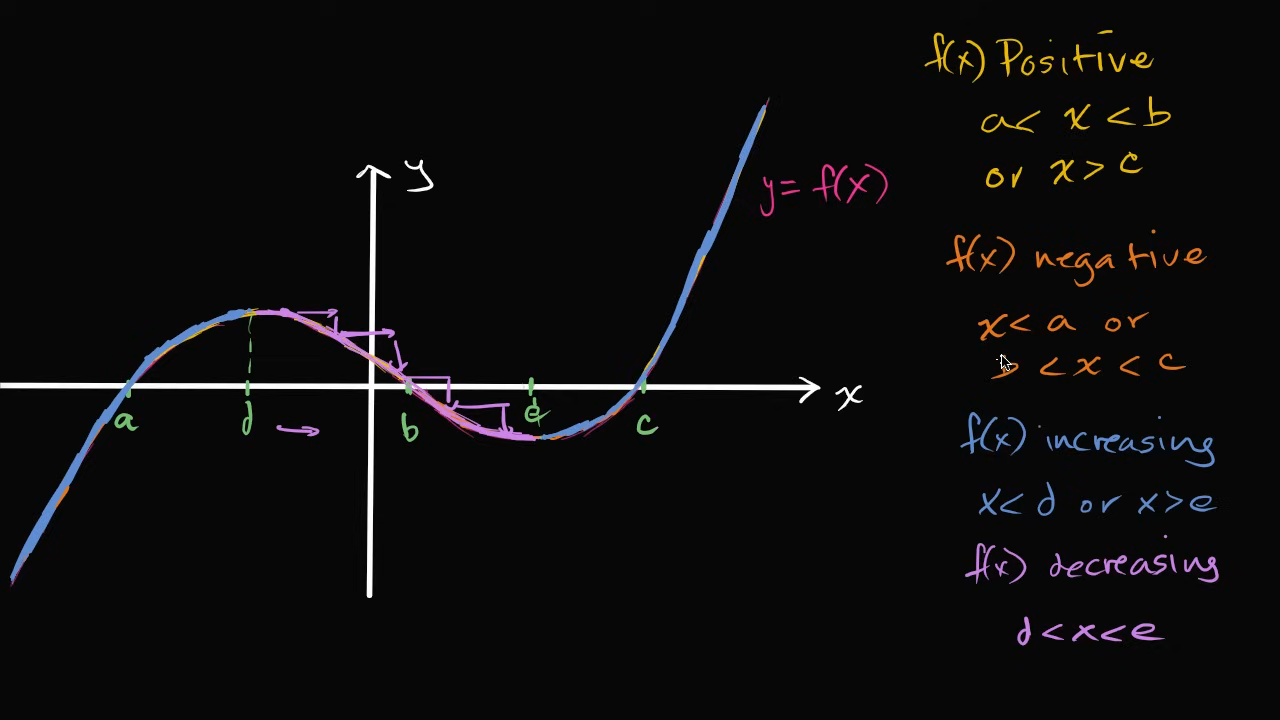 f(x) Positive
a < x < b
or x > c
y
y = f(x)
f(x) negative
x < a or
< x < c
x
a
d
b
e
c
f(x) increasing
x < d or x > e
f(x) decreasing
d < x < e